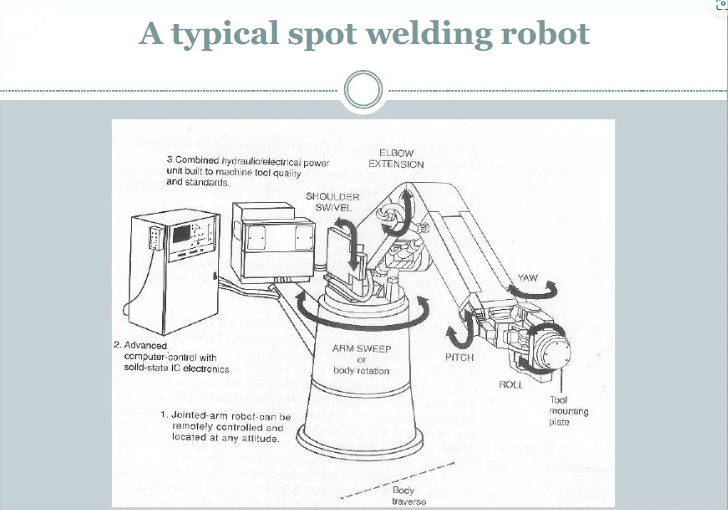 A typical spot welding robot
3. Combined hydraulic/electrical power
unit built to machine tool quality
and standards.
ELBOW
EXTENSION
SHOULDER
SWIVEL
YAW
2. Advanced
computer-control with
solid-state IC electronics.
ARM SWEEP
or
body rotation
PITCH
ROLL
Tool
mounting
plate
1. Jointed-arm robot-can be
remotely controlled and
located at any attitude.
Body
traverse